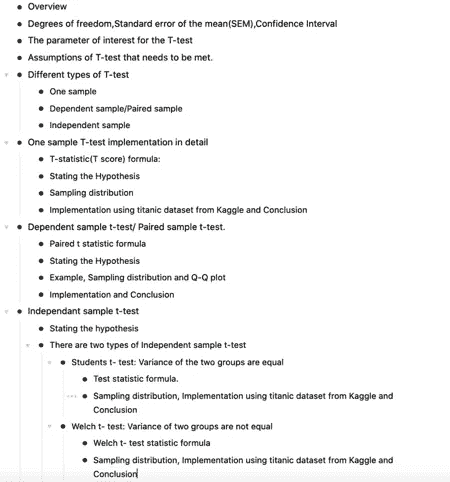 Overview
Degrees of freedom,Standard error of the mean(SEM),Confidence Interval
The parameter of interest for the T-test
Assumptions of T-test that needs to be met.
Different types of T-test
One sample
Dependent sample/Paired sample
Independent sample
One sample T-test implementation in detail
T-statistic(T score) formula:
Stating the Hypothesis
Sampling distribution
Implementation using titanic dataset from Kaggle and Conclusion
Dependent sample t-test/ Paired sample t-test.
Paired t statistic formula
Stating the Hypothesis
Example, Sampling distribution and Q-Q plot
Implementation and Conclusion
Independant sample t-test
Stating the hypothesis
There are two types of Independent sample t-test
Students t- test: Variance of the two groups are equal
Test statistic formula.
Sampling distribution, Implementation using titanic dataset from Kaggle and
Conclusion
Welch t- test: Variance of two groups are not equal
Welch t- test statistic formula
Sampling distribution, Implementation using titanic dataset from Kaggle and
Conclusion